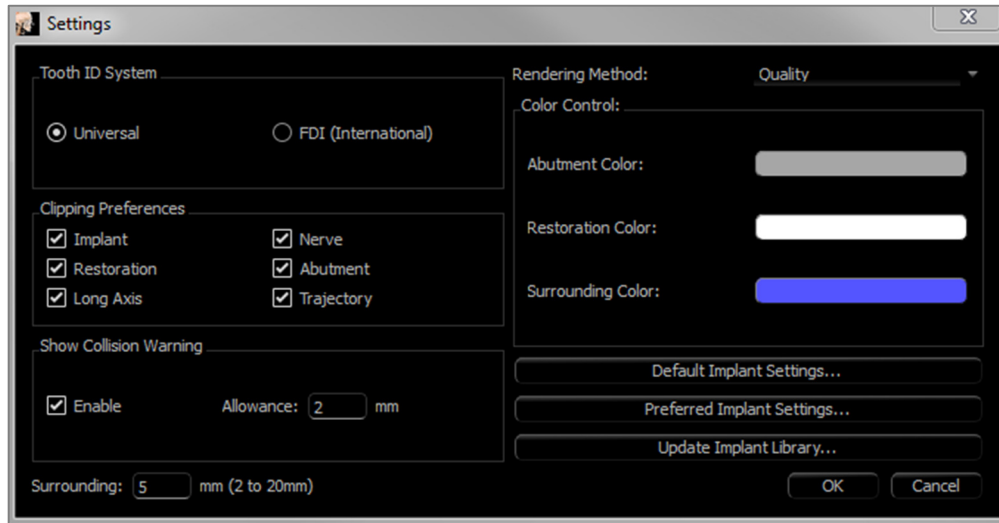 Settings
Tooth ID System
Universal
FDI (International)
Clipping Preferences
Implant
Nerve
Restoration
Abutment
Long Axis
Trajectory
Show Collision Warning
Enable
Allowance: 2 mm
Surrounding: 5 mm (2 to 20mm)
Rendering Method: Quality
Color Control:
Abutment Color:
Restoration Color:
Surrounding Color:
Default Implant Settings...
Preferred Implant Settings...
Update Implant Library...
OK
Cancel